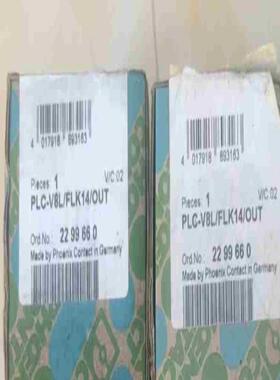 4 017918 893163
V/C:02
Pieces: 1
PLC-V8L/FLK14/OUT
Ord.No.: 22 99 66 0
Made by Phoenix Contact in Germany
4 017918 893163
V/C:02
Pieces: 1
PLC-V8L/FLK14/OUT
Ord.No.: 22 99 66 0
Made by Phoenix Contact in Germany